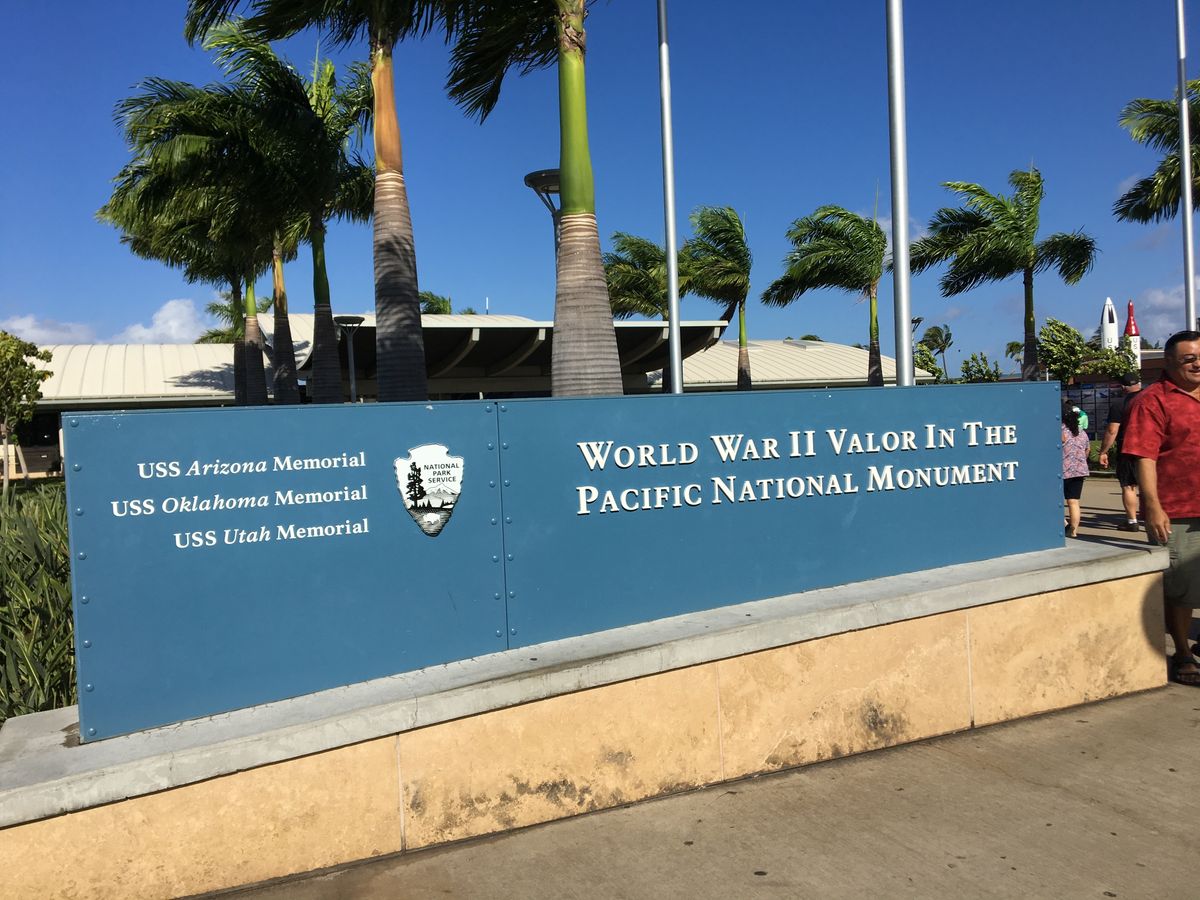 USS Arizona Memorial
USS Oklahoma Memorial
USS Utah Memorial
NATIONAL
PARK
SERVICE
WORLD WAR II VALOR IN THE
PACIFIC NATIONAL MONUMENT